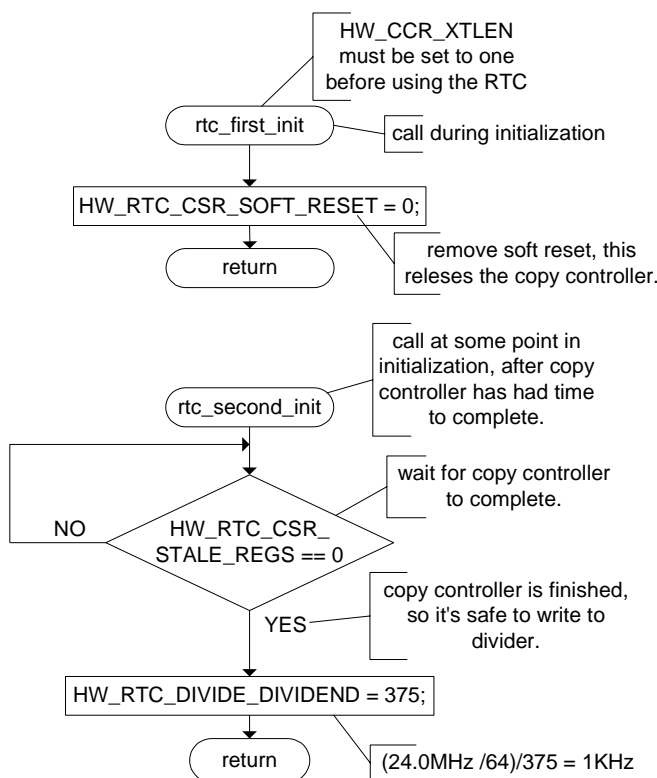 HW_CCR_XTLEN
must be set to one
before using the RTC
rtc_first_init
call during initialization
HW_RTC_CSR_SOFT_RESET = 0;
return
remove soft reset, this
releses the copy controller.
call at some point in
initialization, after copy
controller has had time
to complete.
rtc_second_init
wait for copy controller
to complete.
NO
HW_RTC_CSR_
STALE_REGS == 0
copy controller is finished,
so it's safe to write to
divider.
YES
HW_RTC_DIVIDE_DIVIDEND = 375;
return
(24.0MHz /64)/375 = 1KHz